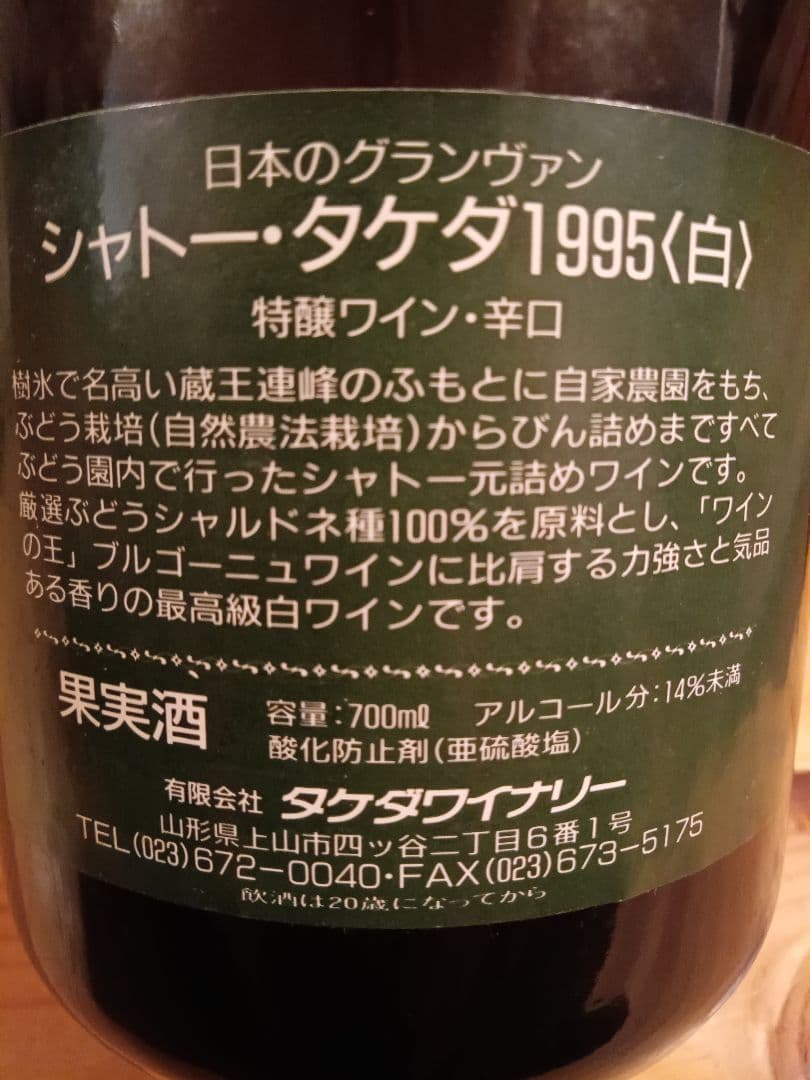 日本のグランヴァン
シャトー・タケダ1995〈白〉
特醸ワイン・辛口
樹氷で名高い蔵王連峰のふもとに自家農園をもち、
ぶどう栽培(自然農法栽培)からびん詰めまですべて
ぶどう園内で行ったシャトー元詰めワインです。
厳選ぶどうシャルドネ種100%を原料とし、「ワイン
の王」ブルゴーニュワインに比肩する力強さと気品
ある香りの最高級白ワインです。
果実酒 容量:700mℓ アルコール分:14%未満
酸化防止剤(亜硫酸塩)
有限会社 タケダワイナリー
山形県上山市四ッ谷二丁目6番1号
TEL(023)672-0040・FAX(023)673-5175
飲酒は20歳になってから